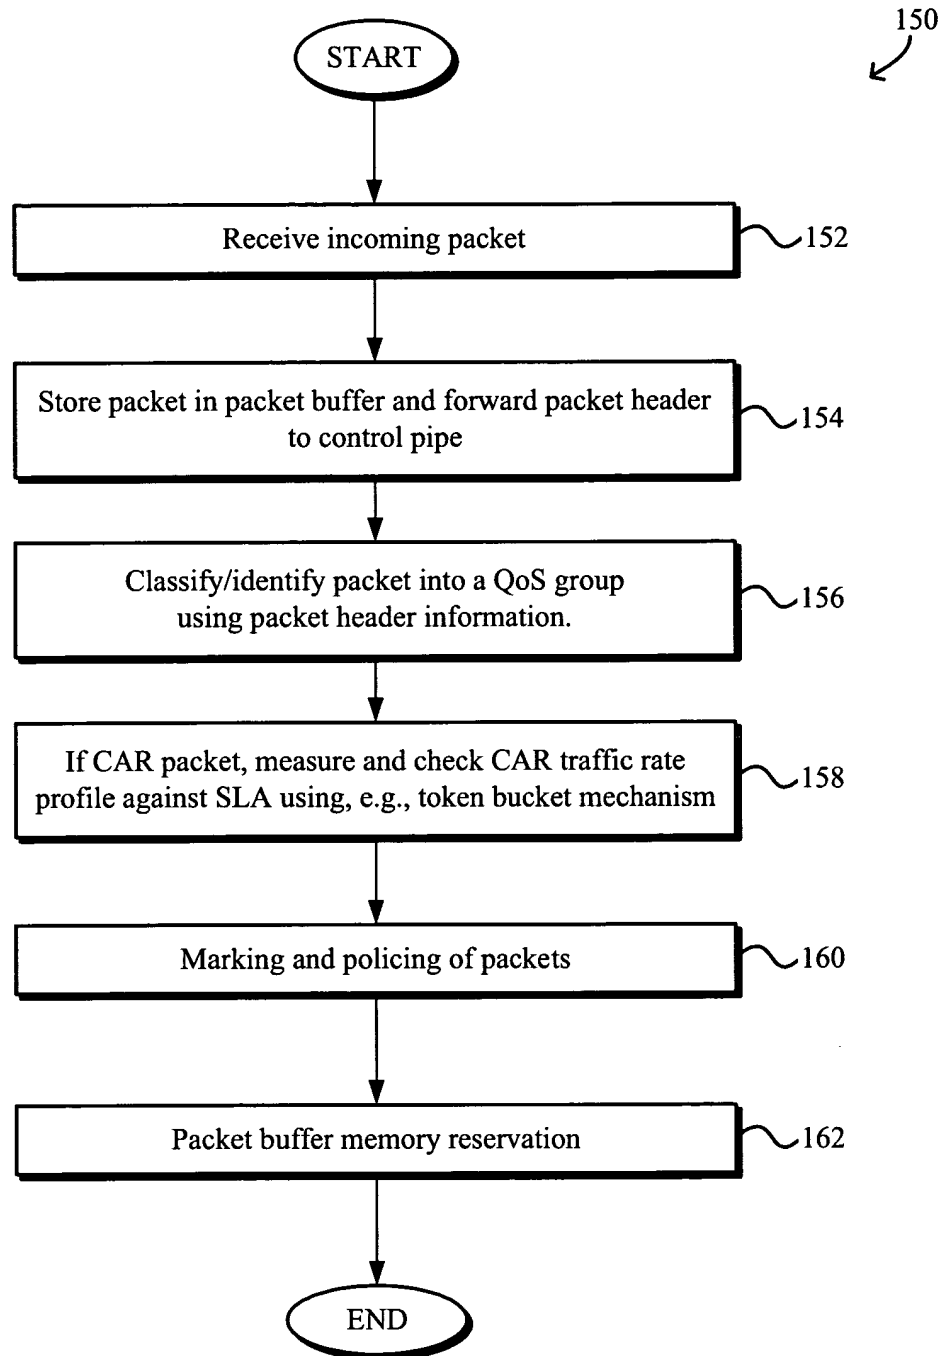 150
START
Receive incoming packet
152
Store packet in packet buffer and forward packet header
to control pipe
154
Classify/identify packet into a QoS group
using packet header information.
156
If CAR packet, measure and check CAR traffic rate
profile against SLA using, e.g., token bucket mechanism
158
Marking and policing of packets
160
Packet buffer memory reservation
162
END